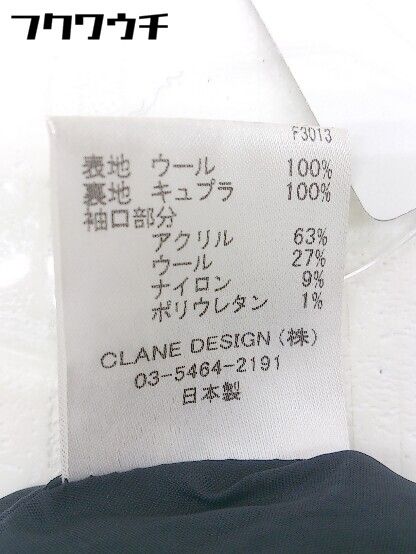 フクワウチ
F3013
表地 ウール 100%
裏地 キュプラ 100%
袖口部分
アクリル 63%
ウール 27%
ナイロン 9%
ポリウレタン 1%
CLANE DESIGN(株)
03-5464-2191
日本製